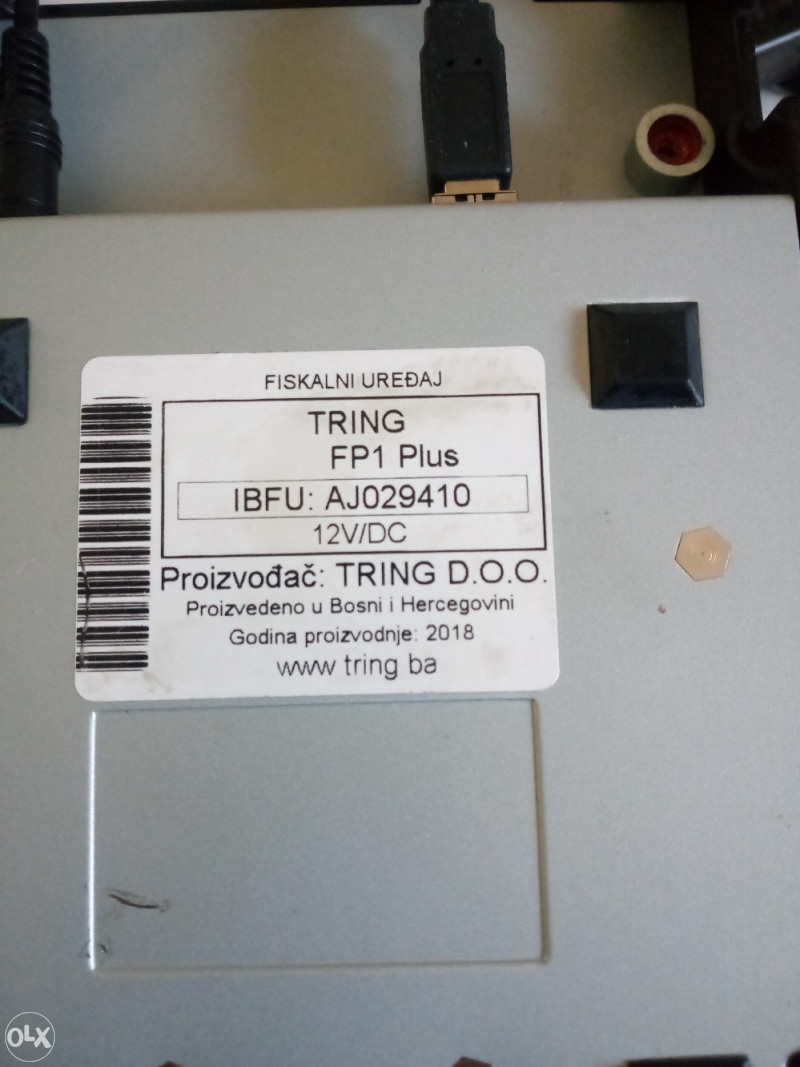 FISKALNI UREĐAJ
TRING
FP1 Plus
IBFU: AJ029410
12V/DC
Proizvođač: TRING D.O.O.
Proizvedeno u Bosni i Hercegovini
Godina proizvodnje: 2018
www tring ba
OLX